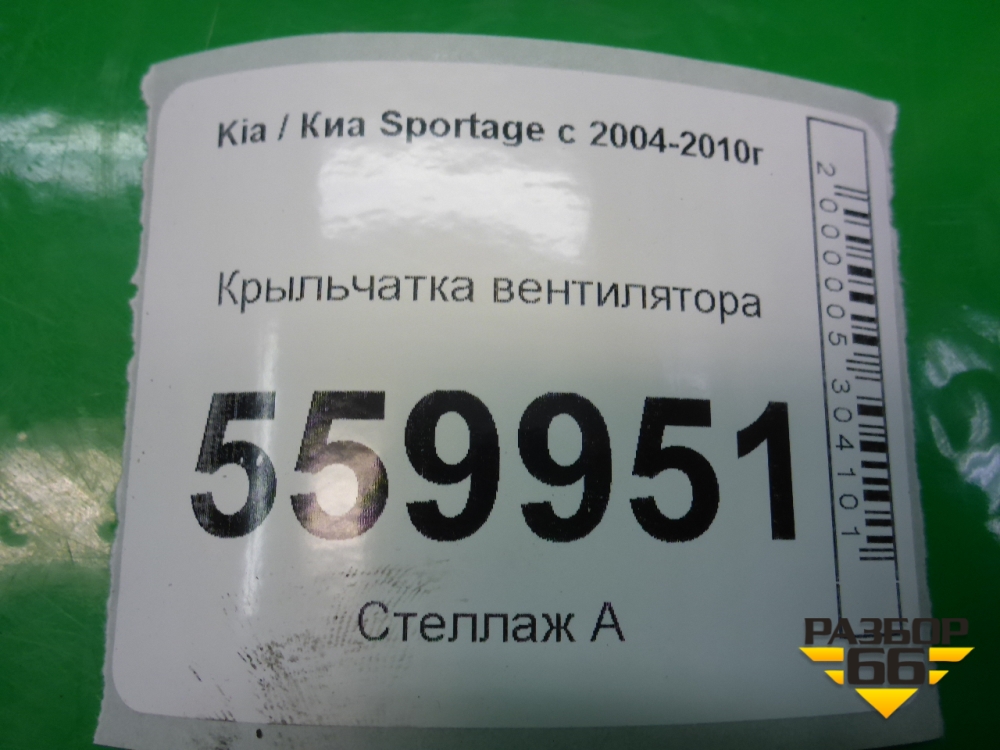 Kia / Киа Sportage с 2004-2010г
Крыльчатка вентилятора
559951
Стеллаж А
2000005304101
РАЗБОР
66